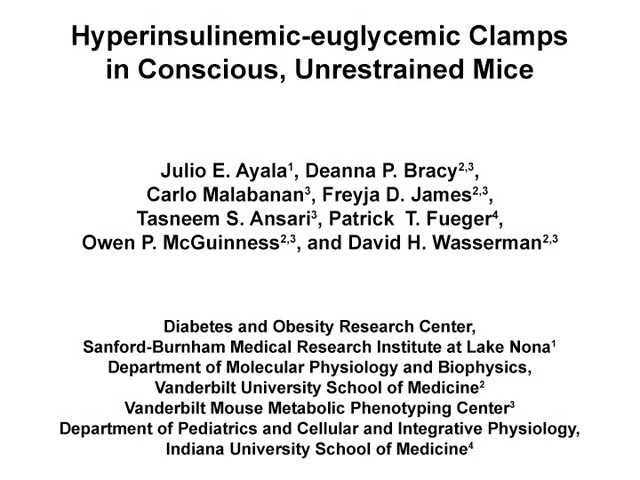 Hyperinsulinemic-euglycemic Clamps
in Conscious, Unrestrained Mice
Julio E. Ayala¹, Deanna P. Bracy²,³,
Carlo Malabanan³, Freyja D. James²,³,
Tasneem S. Ansari³, Patrick T. Fueger⁴,
Owen P. McGuinness²,³, and David H. Wasserman²,³
Diabetes and Obesity Research Center,
Sanford-Burnham Medical Research Institute at Lake Nona¹
Department of Molecular Physiology and Biophysics,
Vanderbilt University School of Medicine²
Vanderbilt Mouse Metabolic Phenotyping Center³
Department of Pediatrics and Cellular and Integrative Physiology,
Indiana University School of Medicine⁴